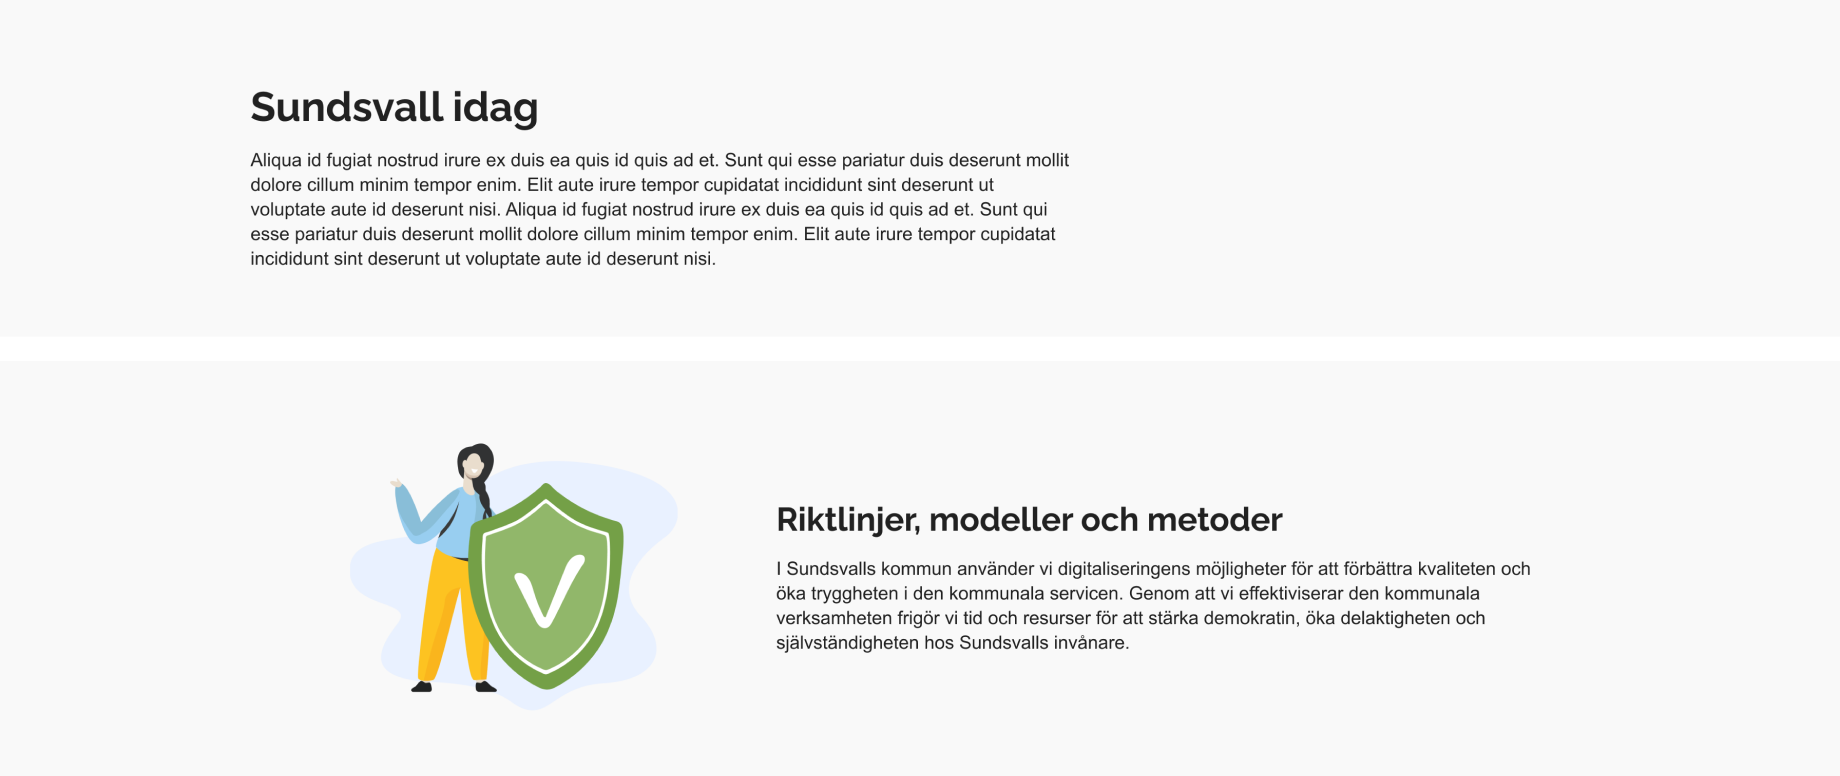 Sundsvall idag
Aliqua id fugiat nostrud irure ex duis ea quis id quis ad et. Sunt qui esse pariatur duis deserunt mollit
dolore cillum minim tempor enim. Elit aute irure tempor cupidatat incididunt sint deserunt ut
voluptate aute id deserunt nisi. Aliqua id fugiat nostrud irure ex duis ea quis id quis ad et. Sunt qui
esse pariatur duis deserunt mollit dolore cillum minim tempor enim. Elit aute irure tempor cupidatat
incididunt sint deserunt ut voluptate aute id deserunt nisi.
Riktlinjer, modeller och metoder
I Sundsvalls kommun använder vi digitaliseringens möjligheter för att förbättra kvaliteten och
öka tryggheten i den kommunala servicen. Genom att vi effektiviserar den kommunala
verksamheten frigör vi tid och resurser för att stärka demokratin, öka delaktigheten och
självständigheten hos Sundsvalls invånare.